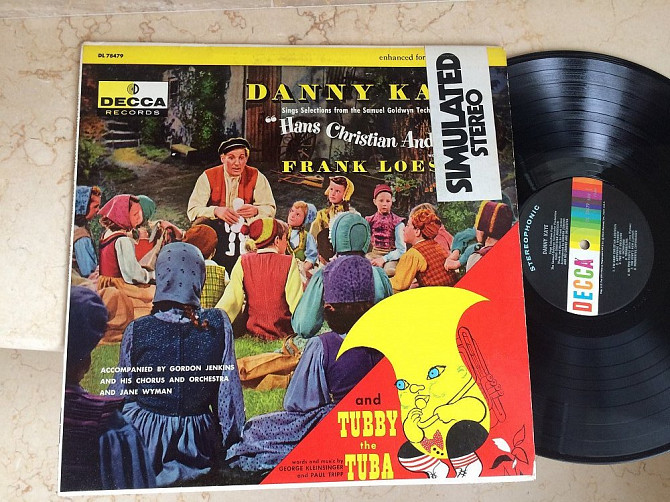 DL 78479
enhanced for
DECCA
RECORDS
DANNY KA
Sings Selections from the Samuel Goldwyn Tech
"Hans Christian And
FRANK LOES
SIMULATED
STEREO
ACCOMPANIED BY GORDON JENKINS
AND HIS CHORUS AND ORCHESTRA
AND JANE WYMAN
and
TUBBY
the
TUBA
words and music by
GEORGE KLEINSINGER
and PAUL TRIPP
STEREOPHONIC
DECCA
DANNY KAYE